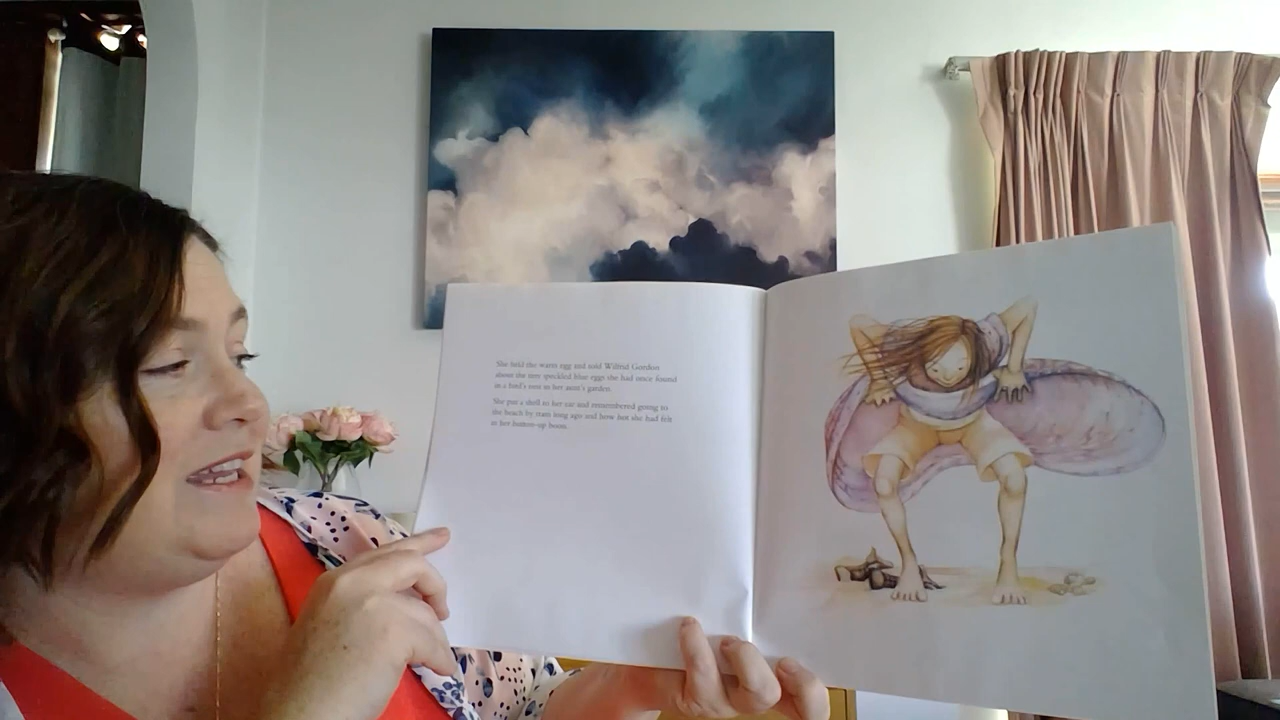 She held the warm egg and told Wilfrid Gordon
about the tiny speckled blue eggs she had once found
in a bird's nest in her aunt's garden.
She put a shell to her ear and remembered going to
the beach by tram long ago and how hot she had felt
in her button-up boots.